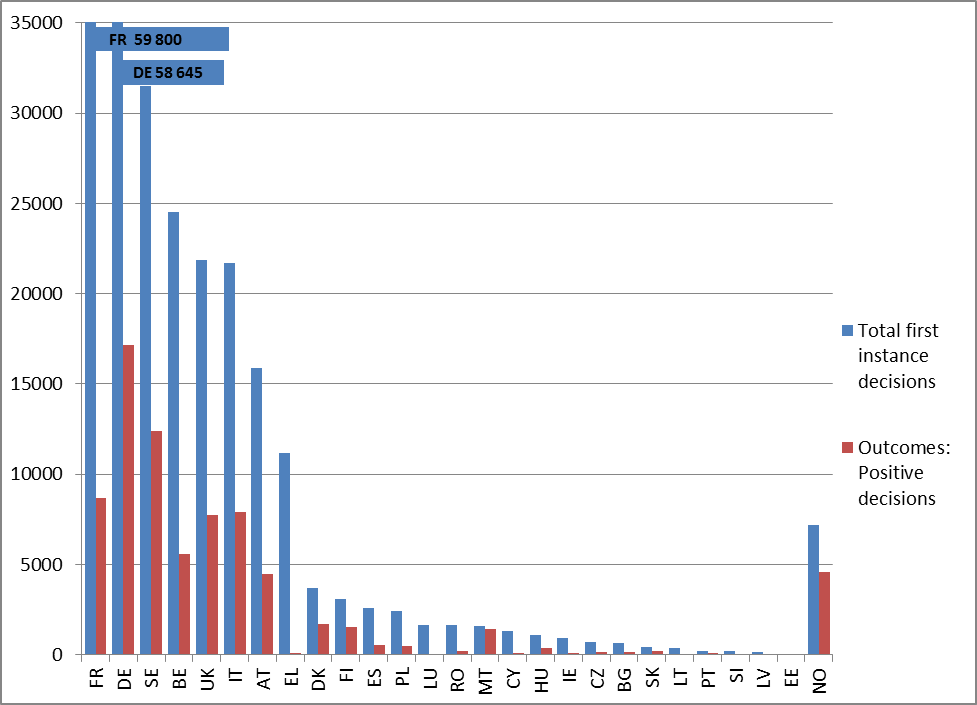 35000
FR 59 800
DE 58 645
30000
25000
20000
15000
10000
5000
0
FR DE SE BE UK IT AT EL DK FI ES PL LU RO MT CY HU IE CZ BG SK LT PT SI LV EE NO
Total first
instance
decisions
Outcomes:
Positive
decisions